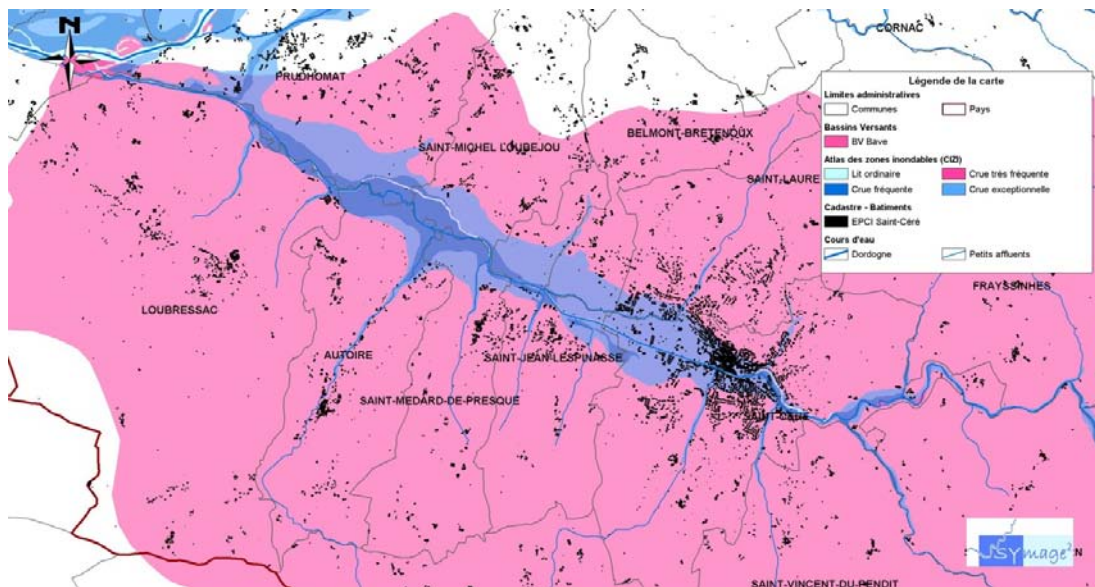 N
CORNAC
PRUDHOMAT
SAINT-MICHEL LOUBEJOU
BELMONT-BRETENOUX
SAINT-LAURE
FRAYSSINHES
LOUBRESSAC
AUTOIRE
SAINT-JEAN-LESPINASSE
SAINT-MEDARD-DE-PRESQUE
SAINT-VINCENT-DU-PENDIT
Légende de la carte
Limites administratives
Communes
Pays
Bassins Versants
BV Bave
Atlas des zones inondables (CIZI)
Lit ordinaire
Crue très fréquente
Crue fréquente
Crue exceptionnelle
Cadastre - Batiments
EPCI Saint-Céré
Cours d'eau
Dordogne
Petits affluents
N